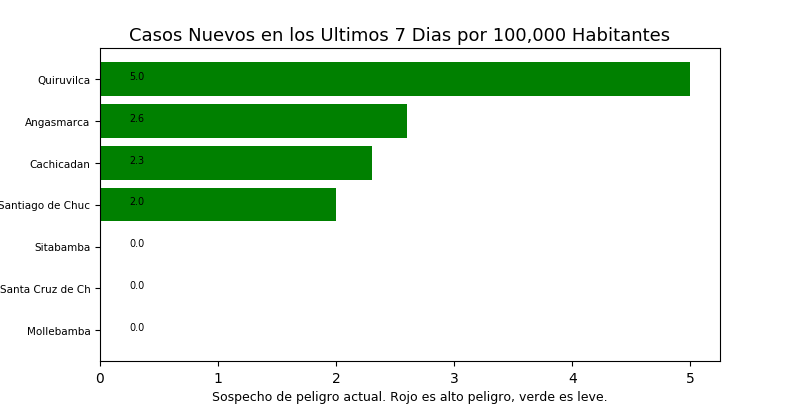 Casos Nuevos en los Ultimos 7 Dias por 100,000 Habitantes
Quiruvilca 5.0
Angasmarca 2.6
Cachicadan 2.3
Santiago de Chuc 2.0
Sitabamba 0.0
Santa Cruz de Ch 0.0
Mollebamba 0.0
0 1 2 3 4 5
Sospecho de peligro actual. Rojo es alto peligro, verde es leve.